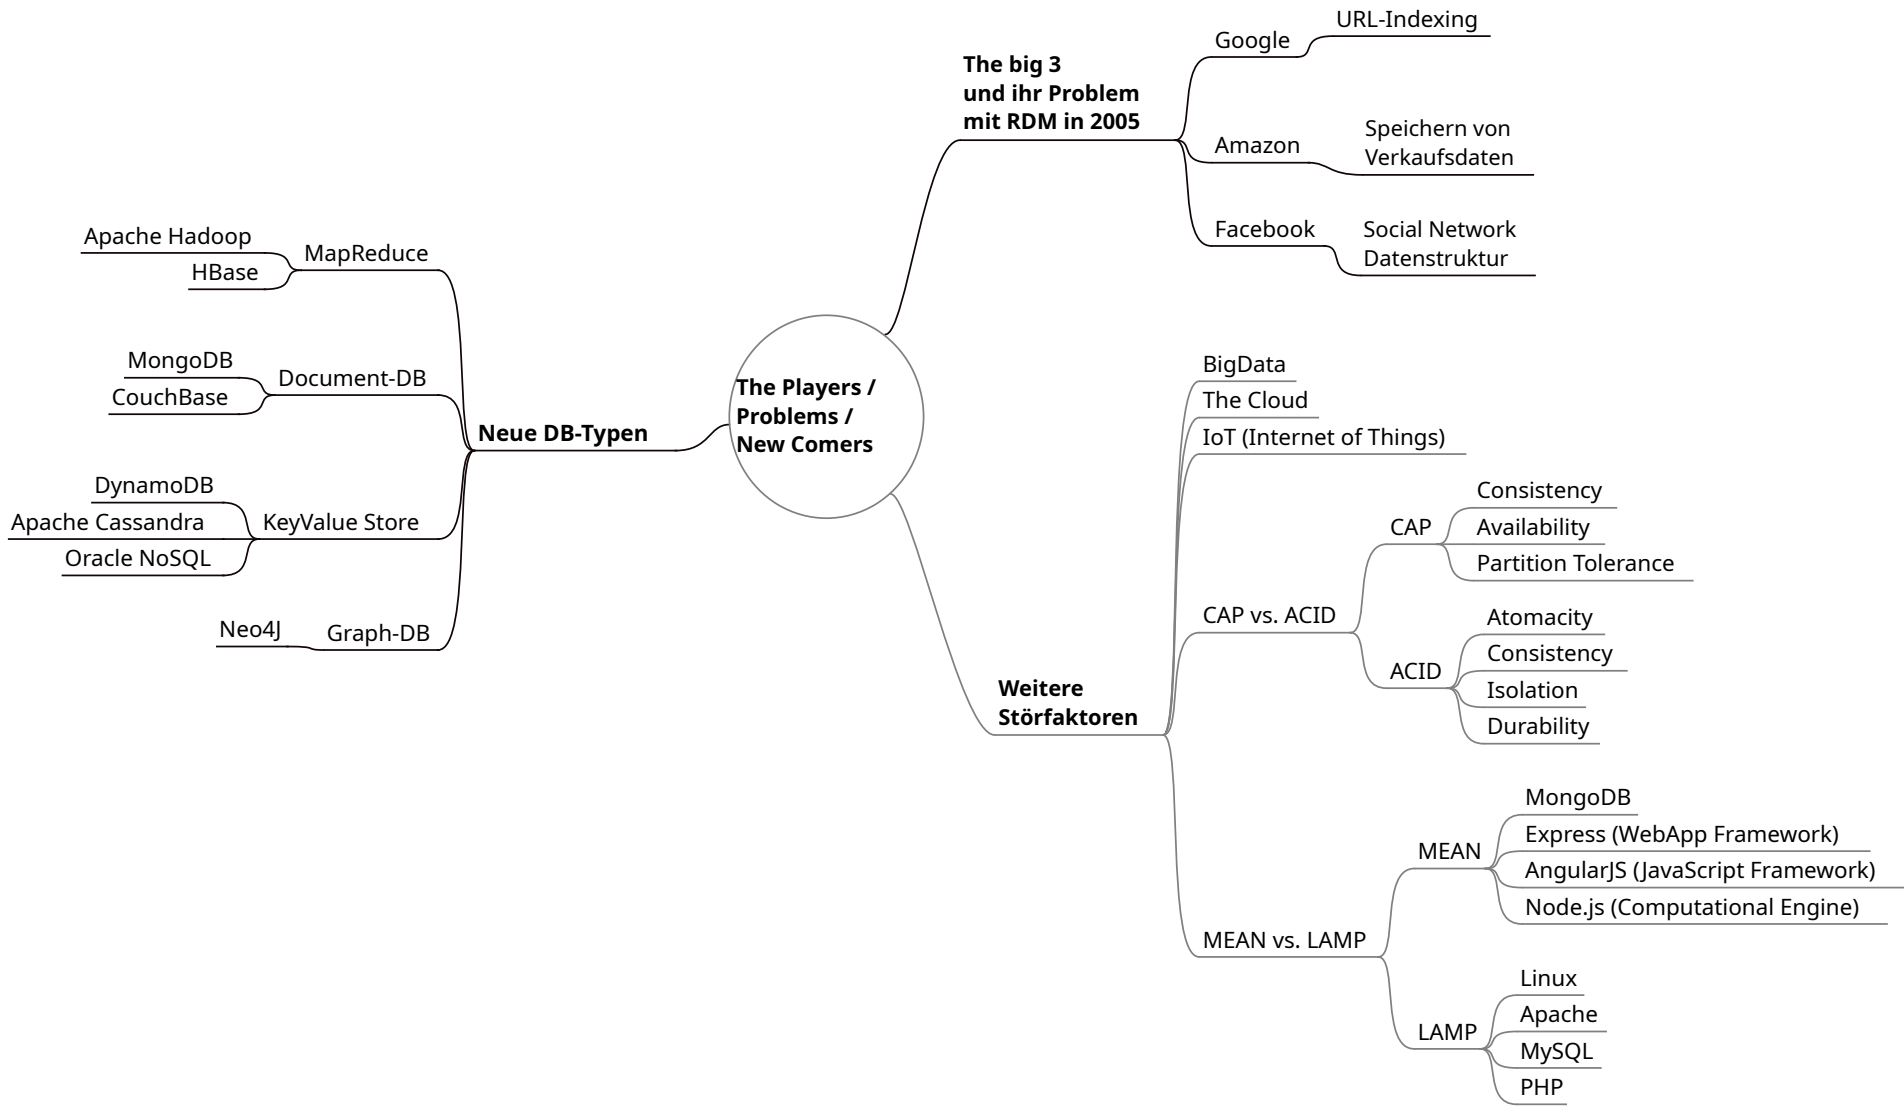 The Players /
Problems /
New Comers
The big 3
und ihr Problem
mit RDM in 2005
Google
URL-Indexing
Amazon
Speichern von
Verkaufsdaten
Facebook
Social Network
Datenstruktur
Weitere
Störfaktoren
BigData
The Cloud
IoT (Internet of Things)
CAP vs. ACID
CAP
Consistency
Availability
Partition Tolerance
ACID
Atomacity
Consistency
Isolation
Durability
MEAN vs. LAMP
MEAN
MongoDB
Express (WebApp Framework)
AngularJS (JavaScript Framework)
Node.js (Computational Engine)
LAMP
Linux
Apache
MySQL
PHP
Neue DB-Typen
MapReduce
Apache Hadoop
HBase
Document-DB
MongoDB
CouchBase
KeyValue Store
DynamoDB
Apache Cassandra
Oracle NoSQL
Graph-DB
Neo4J